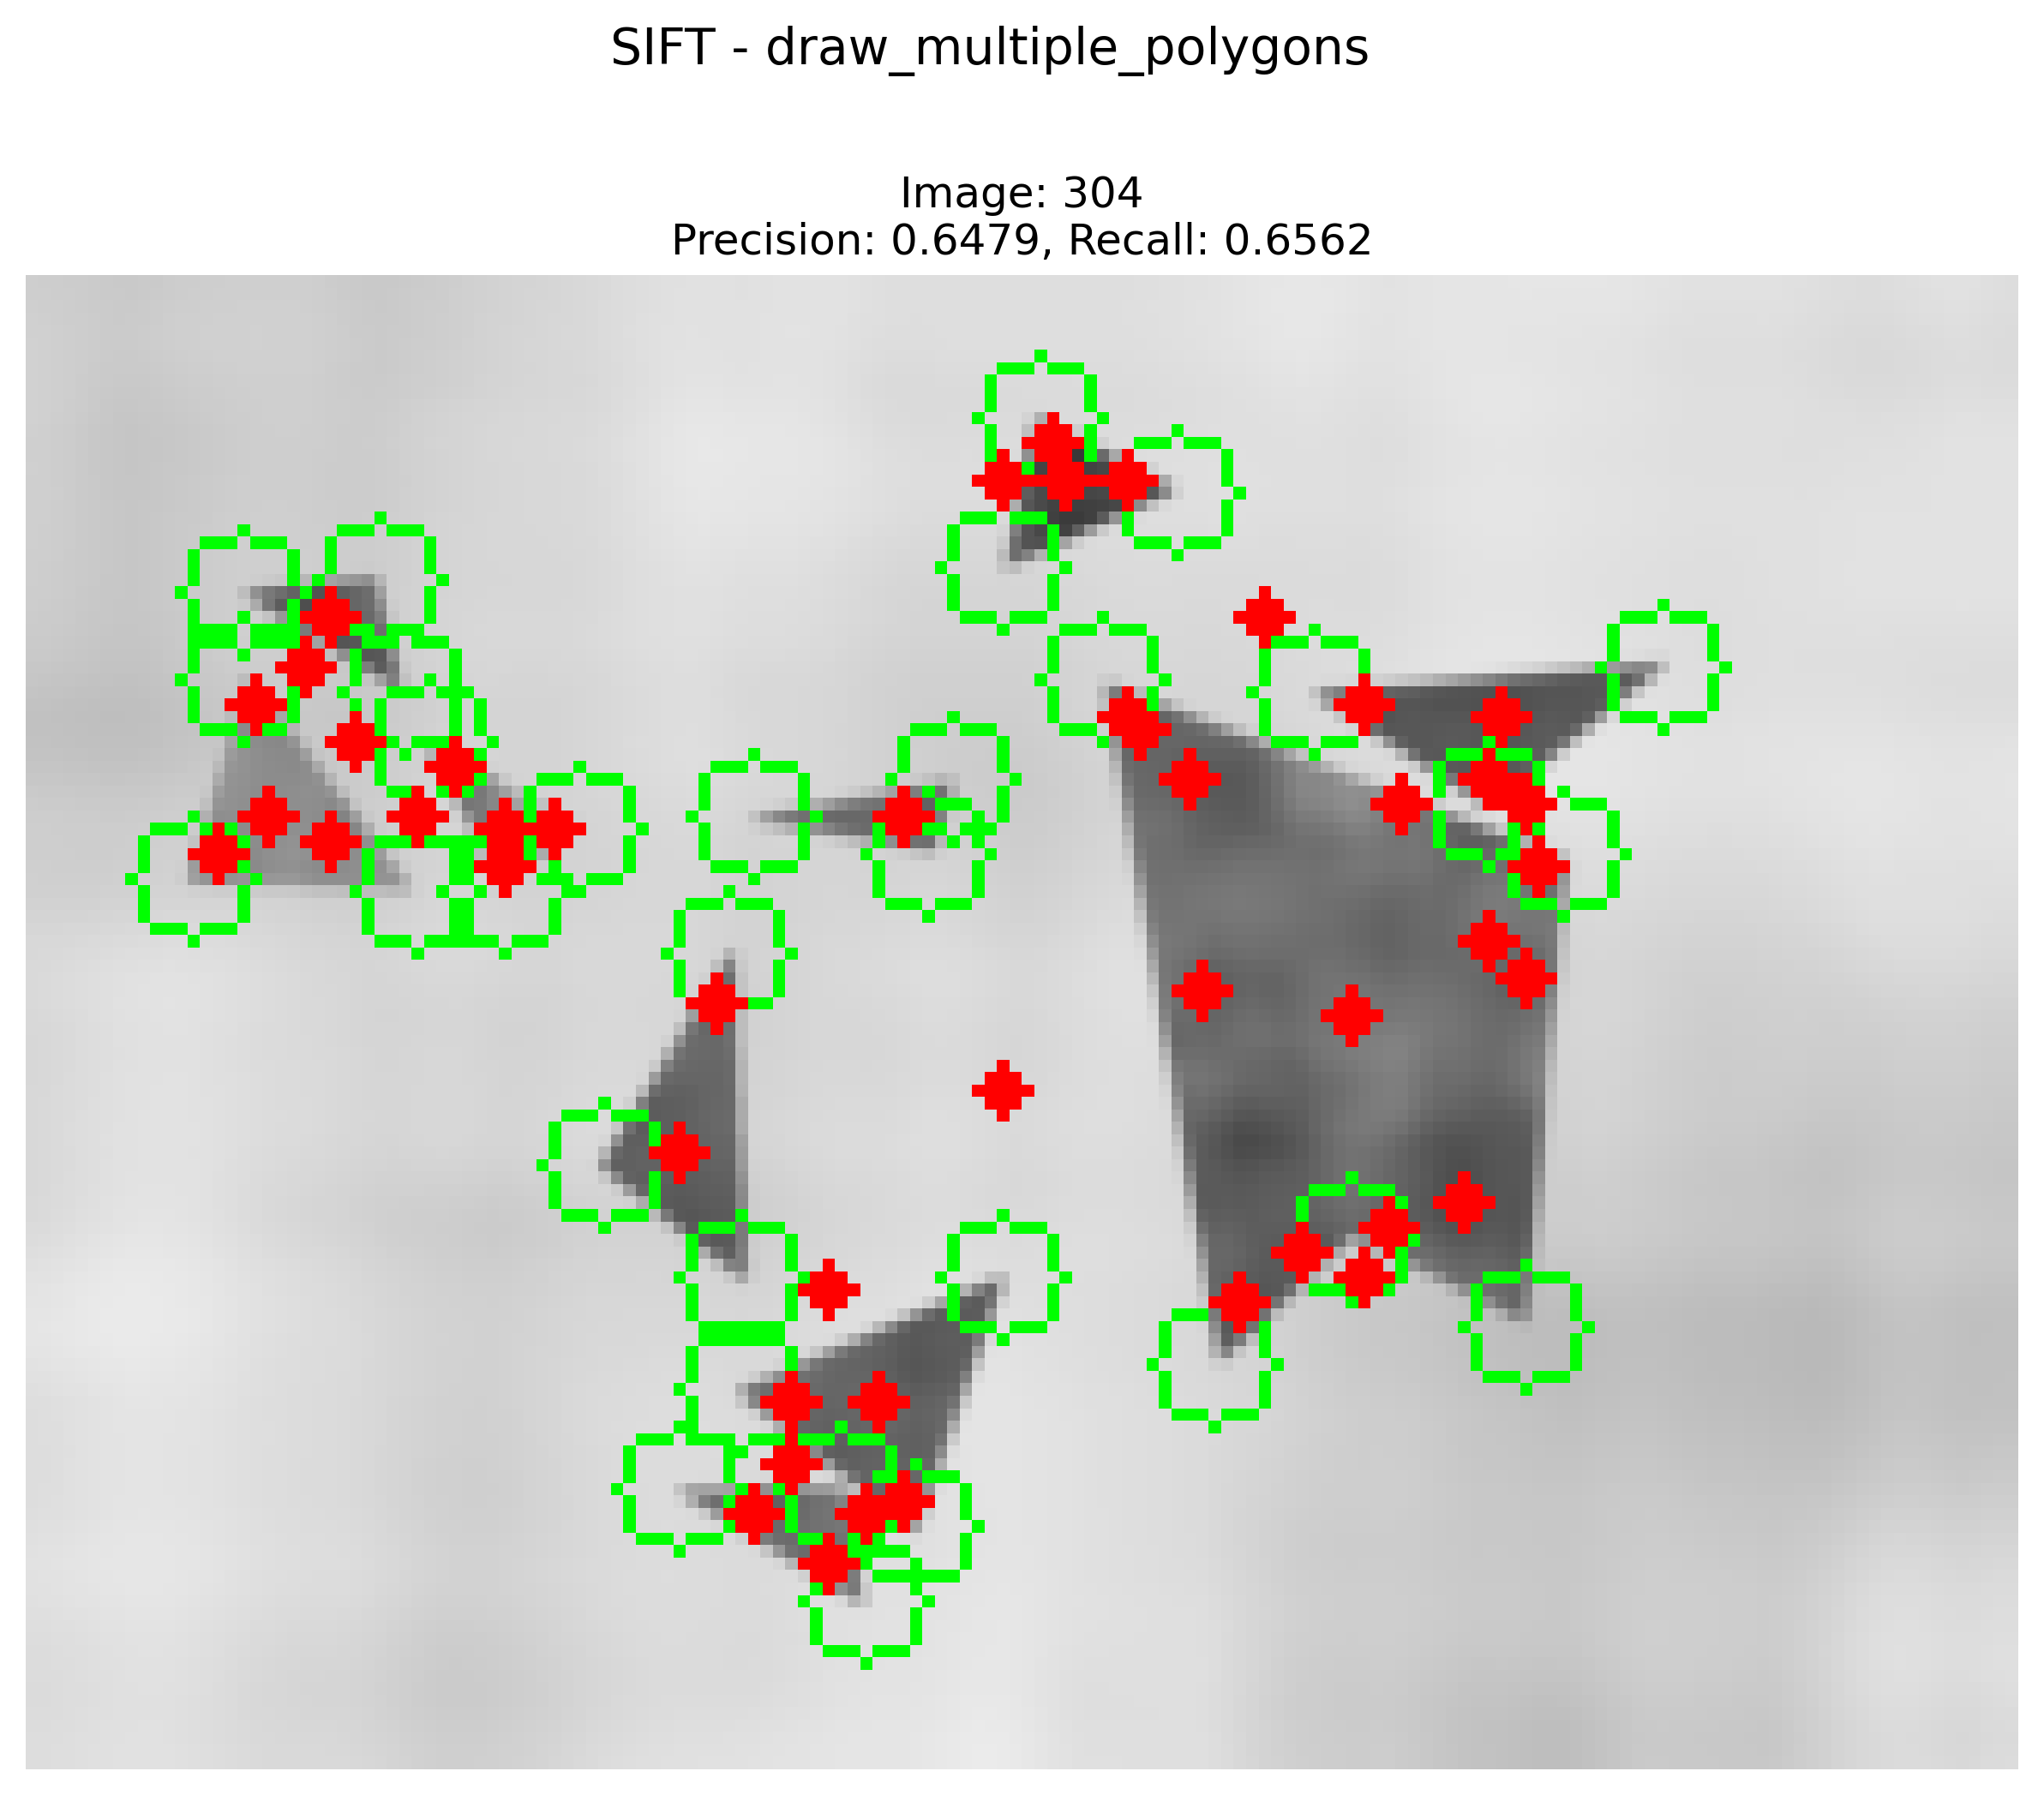 SIFT - draw_multiple_polygons
Image: 304
Precision: 0.6479, Recall: 0.6562